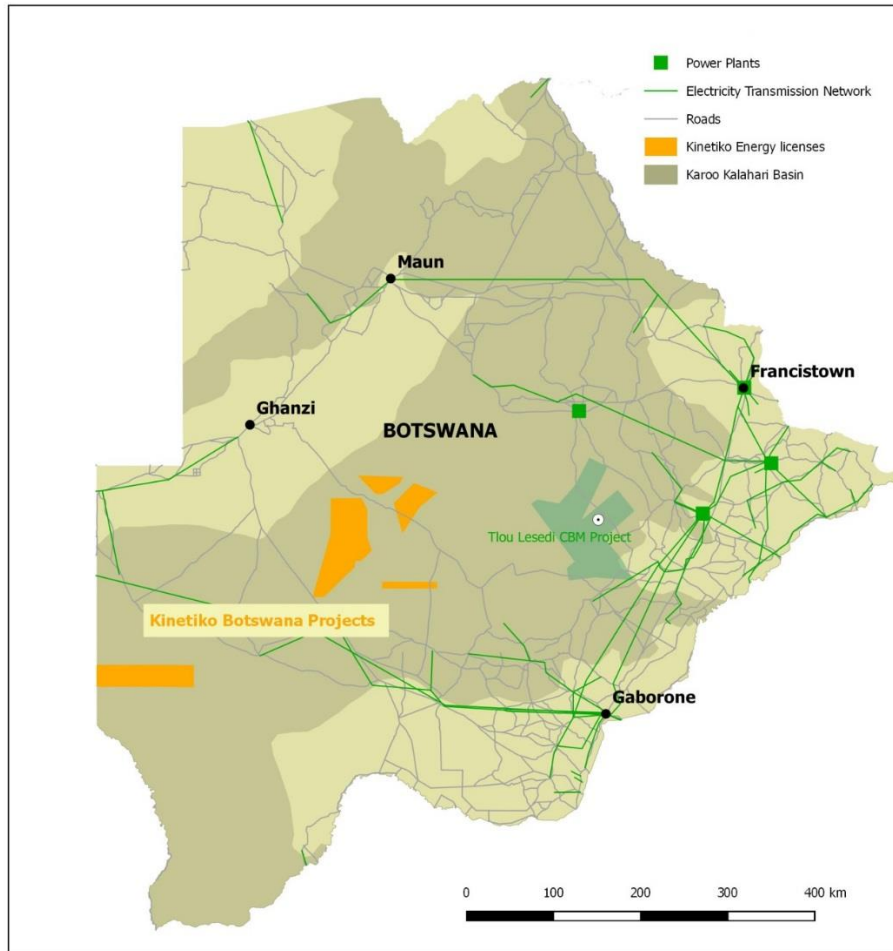 Power Plants
Electricity Transmission Network
Roads
Kinetiko Energy licenses
Karoo Kalahari Basin
Maun
Francistown
Ghanzi
BOTSWANA
Tlou Lesedi CBM Project
Kinetiko Botswana Projects
Gaborone
0 100 200 300 400 km